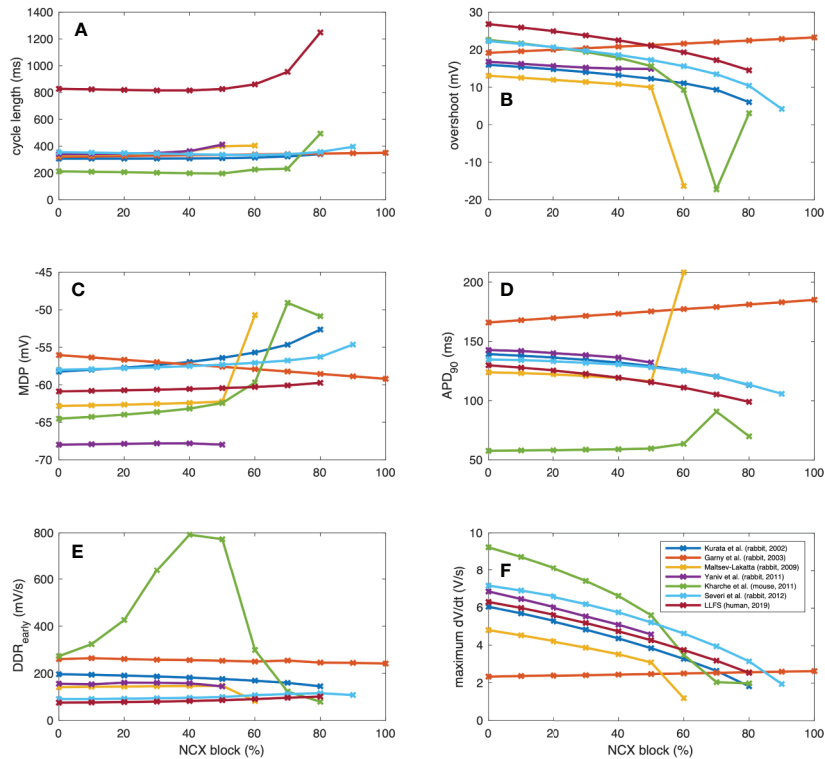 A
1400
1200
1000
800
600
400
200
0
cycle length (ms)
0 20 40 60 80 100
B
30
20
10
0
-10
-20
overshoot (mV)
0 20 40 60 80 100
C
-45
-50
-55
-60
-65
-70
MDP (mV)
0 20 40 60 80 100
D
200
150
100
50
APD90 (ms)
0 20 40 60 80 100
E
800
600
400
200
0
DDRearly (mV/s)
0 20 40 60 80 100
NCX block (%)
F
10
8
6
4
2
0
maximum dV/dt (V/s)
Kurata et al. (rabbit, 2002)
Garny et al. (rabbit, 2003)
Maltsev-Lakatta (rabbit, 2009)
Yaniv et al. (rabbit, 2011)
Kharche et al. (mouse, 2011)
Severi et al. (rabbit, 2012)
LLFS (human, 2019)
0 20 40 60 80 100
NCX block (%)